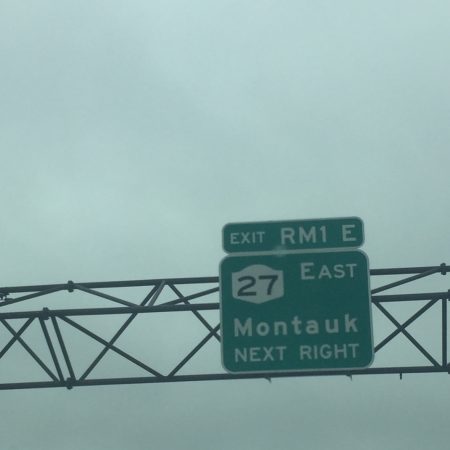 EXIT RM1 E
27 EAST
Montauk
NEXT RIGHT